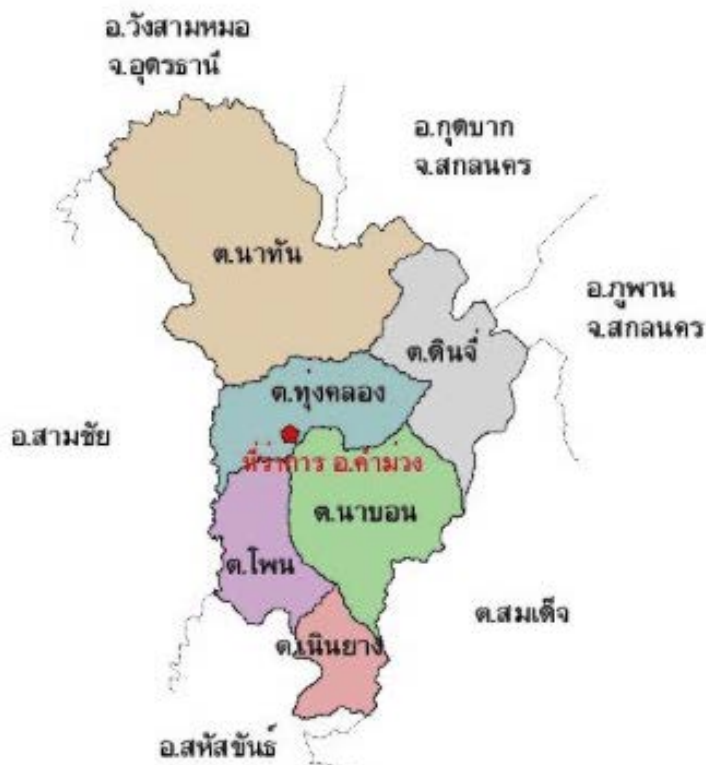 อ.วังสามหมอ
จ.อุดรธานี
อ.กุดบาก
จ.สกลนคร
ต.นาทัน
อ.ภูพาน
จ.สกลนคร
ต.ดินจี่
ต.ทุ่งคลอง
อ.สามชัย
ที่ว่าการ อ.คำม่วง
ต.นาบอน
ต.โพน
ต.สมเด็จ
ต.เนินยาง
อ.สหัสขันธ์